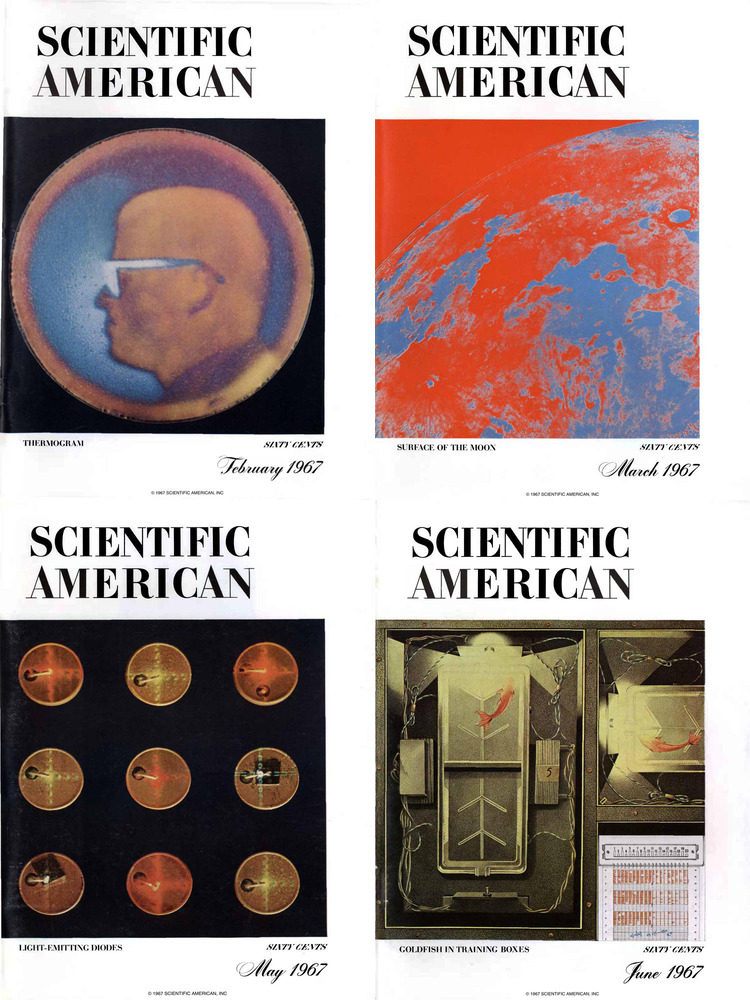 SCIENTIFIC
AMERICAN
THERMOGRAM
SIXTY CENTS
February 1967
© 1967 SCIENTIFIC AMERICAN, INC
SCIENTIFIC
AMERICAN
SURFACE OF THE MOON
SIXTY CENTS
March 1967
© 1967 SCIENTIFIC AMERICAN, INC
SCIENTIFIC
AMERICAN
LIGHT-EMITTING DIODES
SIXTY CENTS
May 1967
© 1967 SCIENTIFIC AMERICAN, INC
SCIENTIFIC
AMERICAN
5
GOLDFISH IN TRAINING BOXES
SIXTY CENTS
June 1967
© 1967 SCIENTIFIC AMERICAN, INC